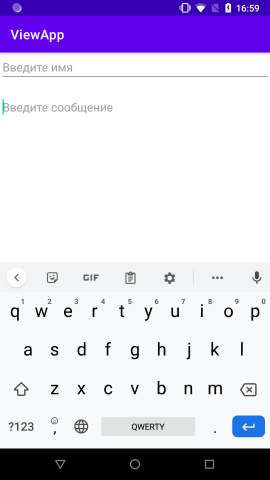 16:59
ViewApp
Введите имя
Введите сообщение
GIF
1 2 3 4 5 6 7 8 9 0
q w e r t y u i o p
a s d f g h j k l
z x c v b n m
?123 , QWERTY .